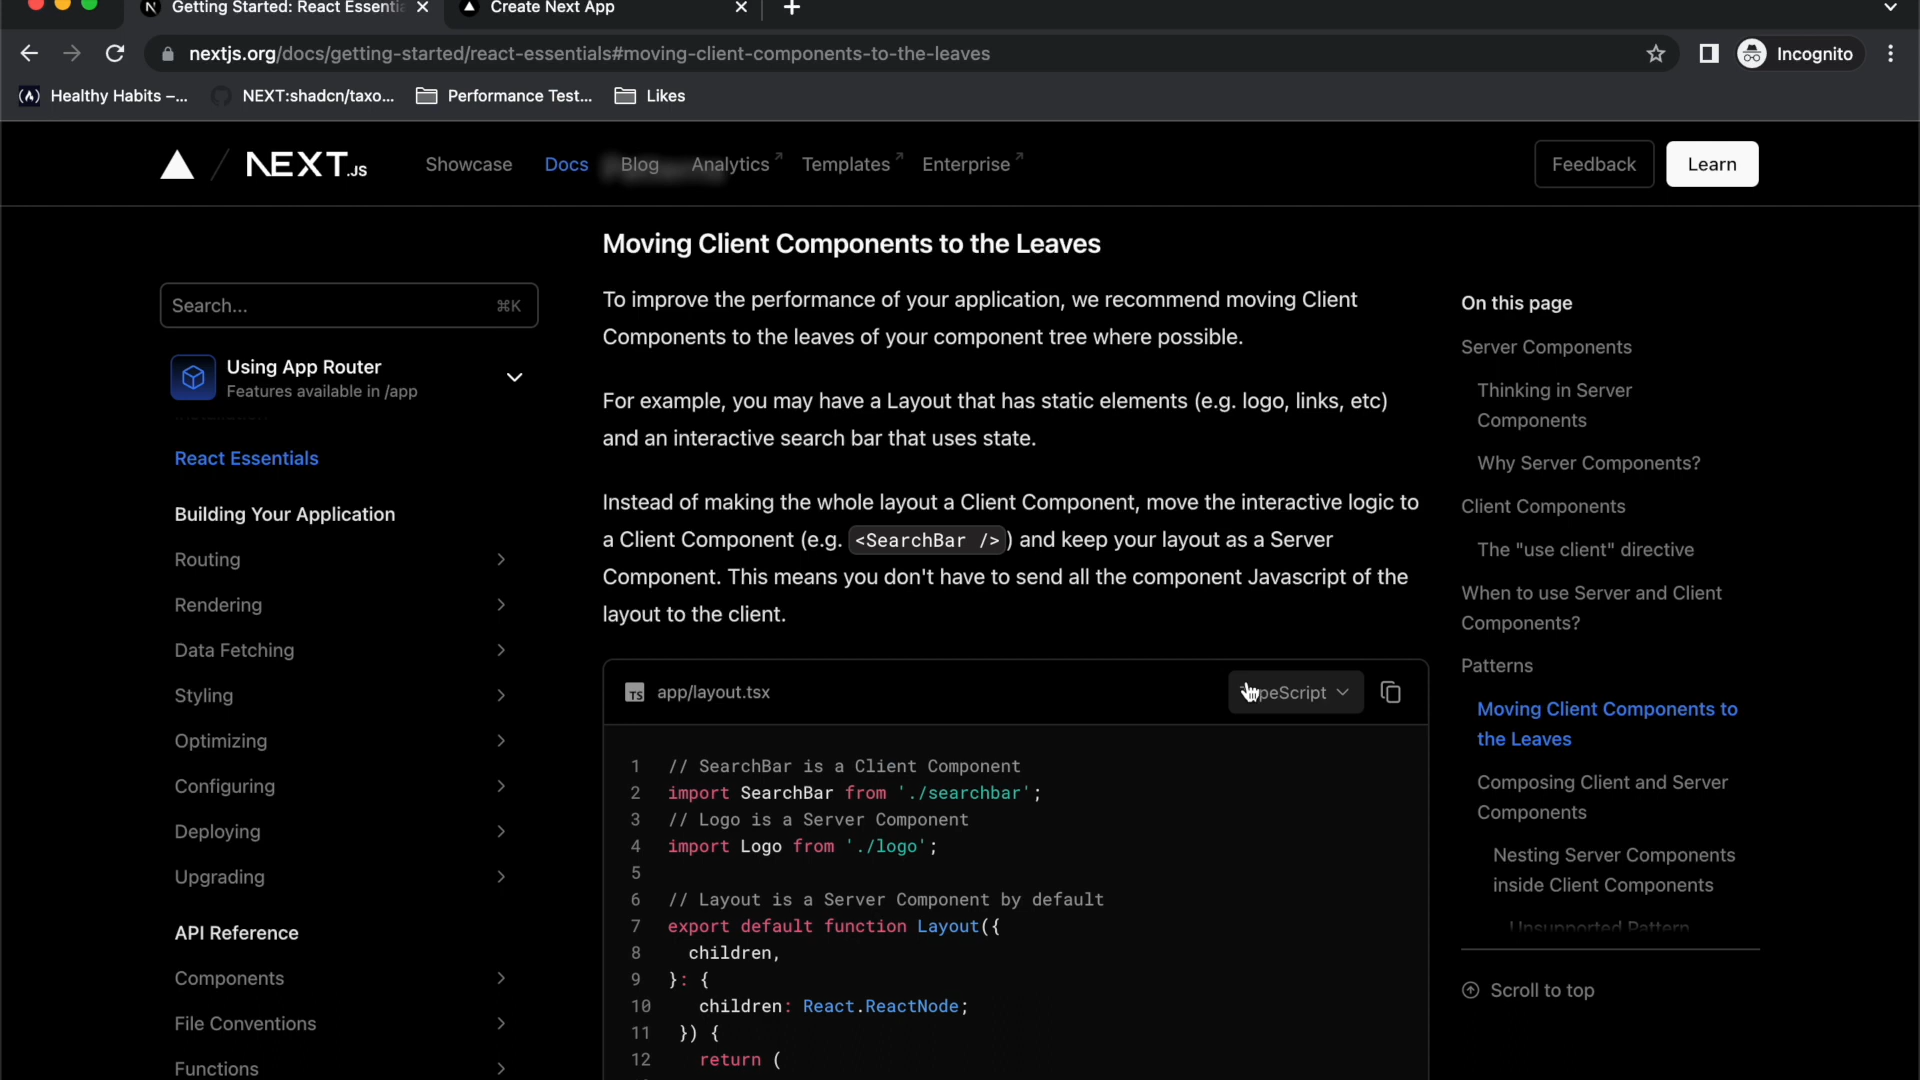 Getting Started: React Essentia
Create Next App
nextjs.org/docs/getting-started/react-essentials#moving-client-components-to-the-leaves
Incognito
Healthy Habits –...
NEXT:shadcn/taxo...
Performance Test...
Likes
NEXT.JS
Showcase
Docs
Blog
Analytics
Templates
Enterprise
Feedback
Learn
Search...
⌘K
Using App Router
Features available in /app
React Essentials
Building Your Application
Routing
Rendering
Data Fetching
Styling
Optimizing
Configuring
Deploying
Upgrading
API Reference
Components
File Conventions
Functions
Moving Client Components to the Leaves
To improve the performance of your application, we recommend moving Client
Components to the leaves of your component tree where possible.
For example, you may have a Layout that has static elements (e.g. logo, links, etc)
and an interactive search bar that uses state.
Instead of making the whole layout a Client Component, move the interactive logic to
a Client Component (e.g. <SearchBar />) and keep your layout as a Server
Component. This means you don't have to send all the component Javascript of the
layout to the client.
TS app/layout.tsx
peScript
1 // SearchBar is a Client Component
2 import SearchBar from './searchbar';
3 // Logo is a Server Component
4 import Logo from './logo';
5
6 // Layout is a Server Component by default
7 export default function Layout({
8 children,
9 }: {
10 children: React.ReactNode;
11 }) {
12 return (
On this page
Server Components
Thinking in Server
Components
Why Server Components?
Client Components
The "use client" directive
When to use Server and Client
Components?
Patterns
Moving Client Components to
the Leaves
Composing Client and Server
Components
Nesting Server Components
inside Client Components
Unsupported Pattern
Scroll to top